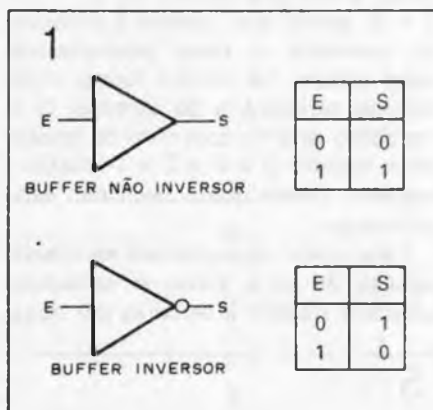 1
E S
E S
0 0
1 1
BUFFER NÃO INVERSOR
E S
E S
0 1
1 0
BUFFER INVERSOR